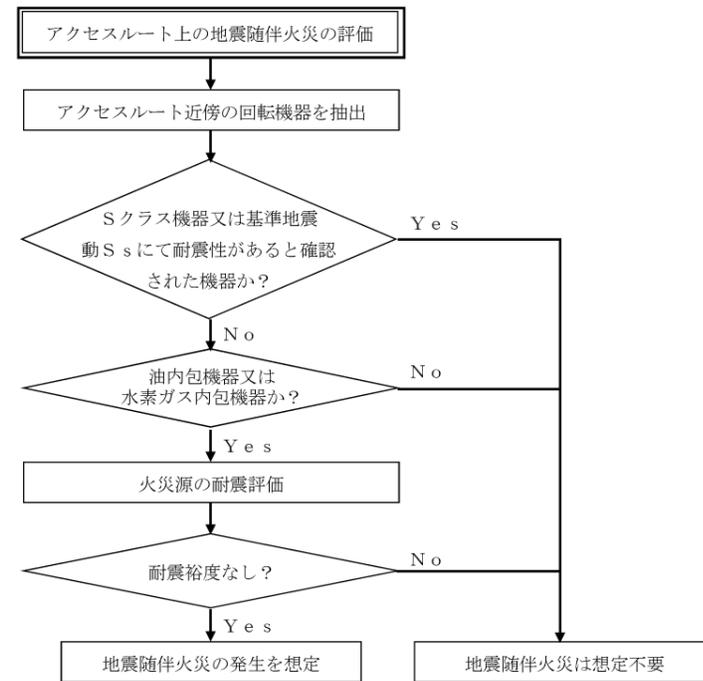 アクセスルート上の地震随伴火災の評価
アクセスルート近傍の回転機器を抽出
Ｓクラス機器又は基準地震
動Ｓｓにて耐震性があると確認
された機器か？
Ｙｅｓ
Ｎｏ
油内包機器又は
水素ガス内包機器か？
Ｎｏ
Ｙｅｓ
火災源の耐震評価
耐震裕度なし？
Ｎｏ
Ｙｅｓ
地震随伴火災の発生を想定
地震随伴火災は想定不要